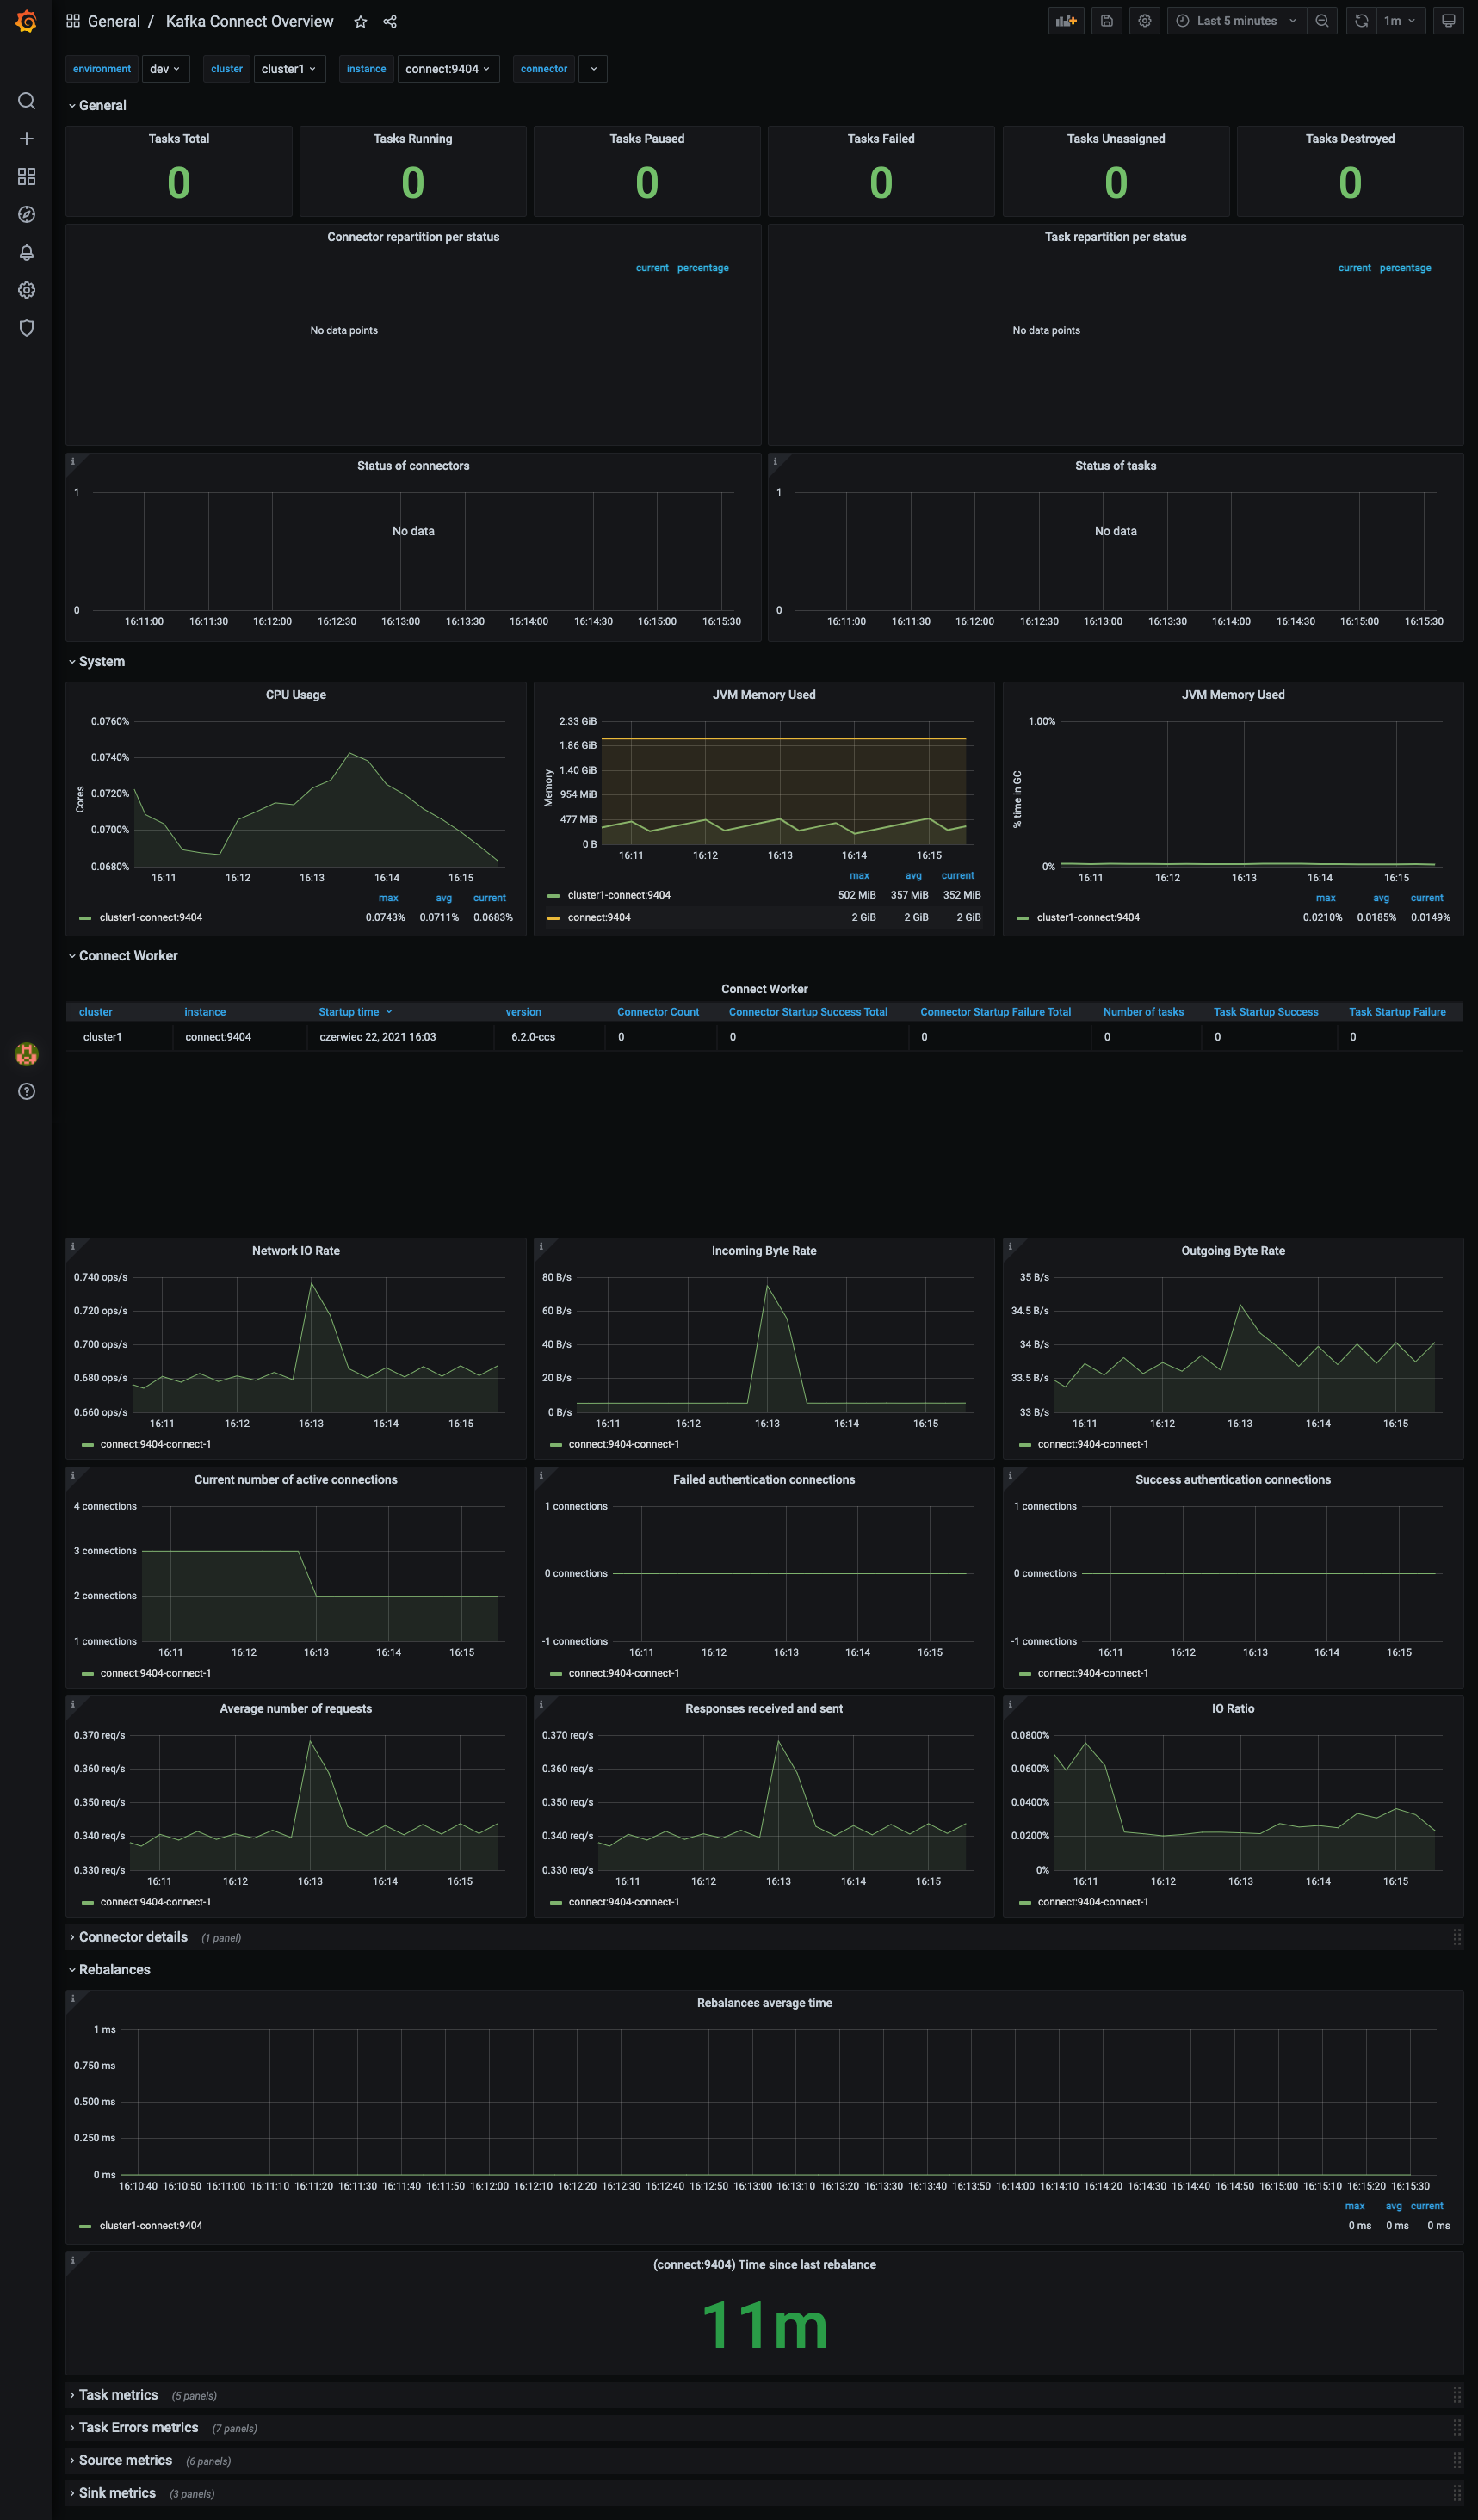 General / Kafka Connect Overview
Last 5 minutes 1m
environment dev cluster cluster1 instance connect:9404 connector
General
Tasks Total Tasks Running Tasks Paused Tasks Failed Tasks Unassigned Tasks Destroyed
0 0 0 0 0 0
Connector repartition per status
current percentage
No data points
Task repartition per status
current percentage
No data points
Status of connectors
1
No data
0
16:11:00 16:11:30 16:12:00 16:12:30 16:13:00 16:13:30 16:14:00 16:14:30 16:15:00 16:15:30
Status of tasks
1
No data
0
16:11:00 16:11:30 16:12:00 16:12:30 16:13:00 16:13:30 16:14:00 16:14:30 16:15:00 16:15:30
System
CPU Usage
Cores
0.0760%
0.0740%
0.0720%
0.0700%
0.0680%
16:11 16:12 16:13 16:14 16:15
max avg current
cluster1-connect:9404 0.0743% 0.0711% 0.0683%
JVM Memory Used
Memory
2.33 GiB
1.86 GiB
1.40 GiB
954 MiB
477 MiB
0 B
16:11 16:12 16:13 16:14 16:15
max avg current
cluster1-connect:9404 502 MiB 357 MiB 352 MiB
connect:9404 2 GiB 2 GiB 2 GiB
JVM Memory Used
% time in GC
1.00%
0%
16:11 16:12 16:13 16:14 16:15
max avg current
cluster1-connect:9404 0.0210% 0.0185% 0.0149%
Connect Worker
Connect Worker
cluster instance Startup time version Connector Count Connector Startup Success Total Connector Startup Failure Total Number of tasks Task Startup Success Task Startup Failure
cluster1 connect:9404 czerwiec 22, 2021 16:03 6.2.0-ccs 0 0 0 0 0 0
Network IO Rate
0.740 ops/s
0.720 ops/s
0.700 ops/s
0.680 ops/s
0.660 ops/s
16:11 16:12 16:13 16:14 16:15
connect:9404-connect-1
Incoming Byte Rate
80 B/s
60 B/s
40 B/s
20 B/s
0 B/s
16:11 16:12 16:13 16:14 16:15
connect:9404-connect-1
Outgoing Byte Rate
35 B/s
34.5 B/s
34 B/s
33.5 B/s
33 B/s
16:11 16:12 16:13 16:14 16:15
connect:9404-connect-1
Current number of active connections
4 connections
3 connections
2 connections
1 connections
16:11 16:12 16:13 16:14 16:15
connect:9404-connect-1
Failed authentication connections
1 connections
0 connections
-1 connections
16:11 16:12 16:13 16:14 16:15
connect:9404-connect-1
Success authentication connections
1 connections
0 connections
-1 connections
16:11 16:12 16:13 16:14 16:15
connect:9404-connect-1
Average number of requests
0.370 req/s
0.360 req/s
0.350 req/s
0.340 req/s
0.330 req/s
16:11 16:12 16:13 16:14 16:15
connect:9404-connect-1
Responses received and sent
0.370 req/s
0.360 req/s
0.350 req/s
0.340 req/s
0.330 req/s
16:11 16:12 16:13 16:14 16:15
connect:9404-connect-1
IO Ratio
0.0800%
0.0600%
0.0400%
0.0200%
0%
16:11 16:12 16:13 16:14 16:15
connect:9404-connect-1
Connector details (1 panel)
Rebalances
Rebalances average time
1 ms
0.750 ms
0.500 ms
0.250 ms
0 ms
16:10:40 16:10:50 16:11:00 16:11:10 16:11:20 16:11:30 16:11:40 16:11:50 16:12:00 16:12:10 16:12:20 16:12:30 16:12:40 16:12:50 16:13:00 16:13:10 16:13:20 16:13:30 16:13:40 16:13:50 16:14:00 16:14:10 16:14:20 16:14:30 16:14:40 16:14:50 16:15:00 16:15:10 16:15:20 16:15:30
max avg current
cluster1-connect:9404 0 ms 0 ms 0 ms
(connect:9404) Time since last rebalance
11m
Task metrics (5 panels)
Task Errors metrics (7 panels)
Source metrics (6 panels)
Sink metrics (3 panels)